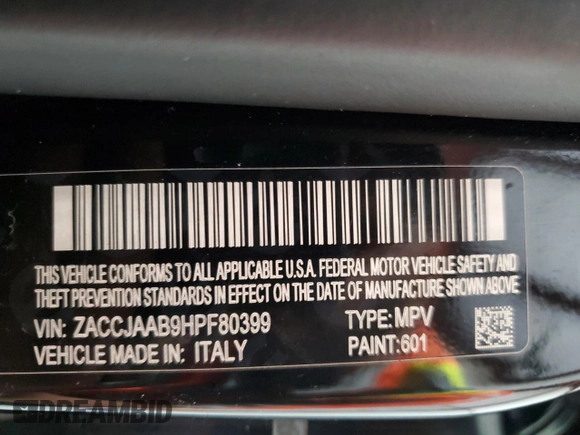 THIS VEHICLE CONFORMS TO ALL APPLICABLE U.S.A. FEDERAL MOTOR VEHICLE SAFETY AND
THEFT PREVENTION STANDARDS IN EFFECT ON THE DATE OF MANUFACTURE SHOWN ABOVE
VIN: ZACCJAAB9HPF80399 TYPE: MPV
VEHICLE MADE IN: ITALY PAINT: 601
DREAMBID